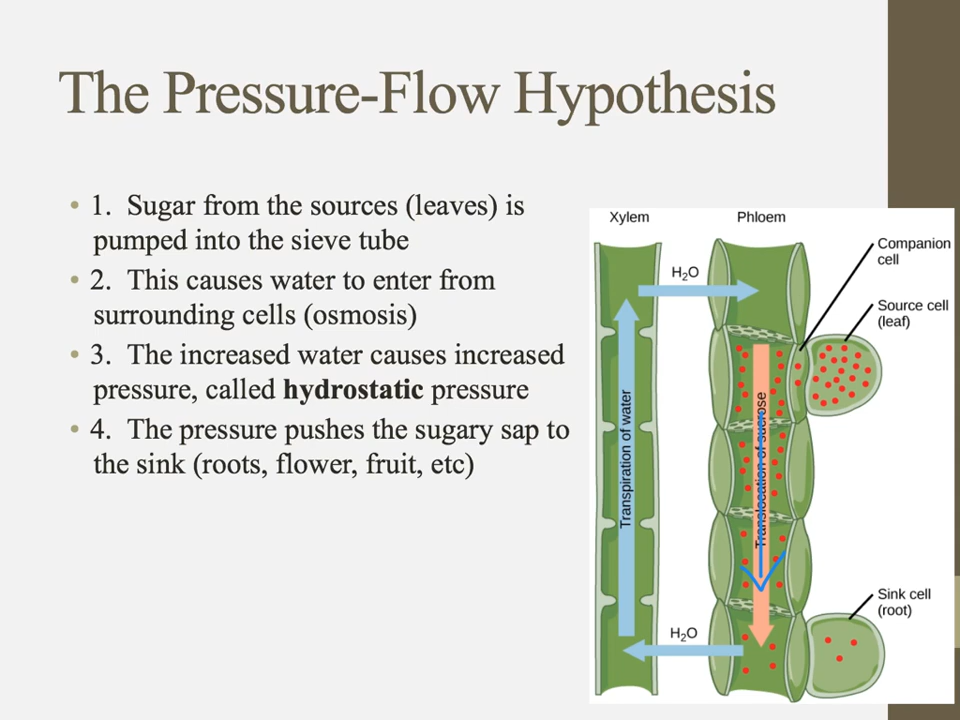 The Pressure-Flow Hypothesis
• 1. Sugar from the sources (leaves) is
pumped into the sieve tube
• 2. This causes water to enter from
surrounding cells (osmosis)
• 3. The increased water causes increased
pressure, called hydrostatic pressure
• 4. The pressure pushes the sugary sap to
the sink (roots, flower, fruit, etc)
Xylem
Phloem
Companion
cell
H₂O
Source cell
(leaf)
Transpiration of water
Translocation of sucrose
Sink cell
(root)
H₂O